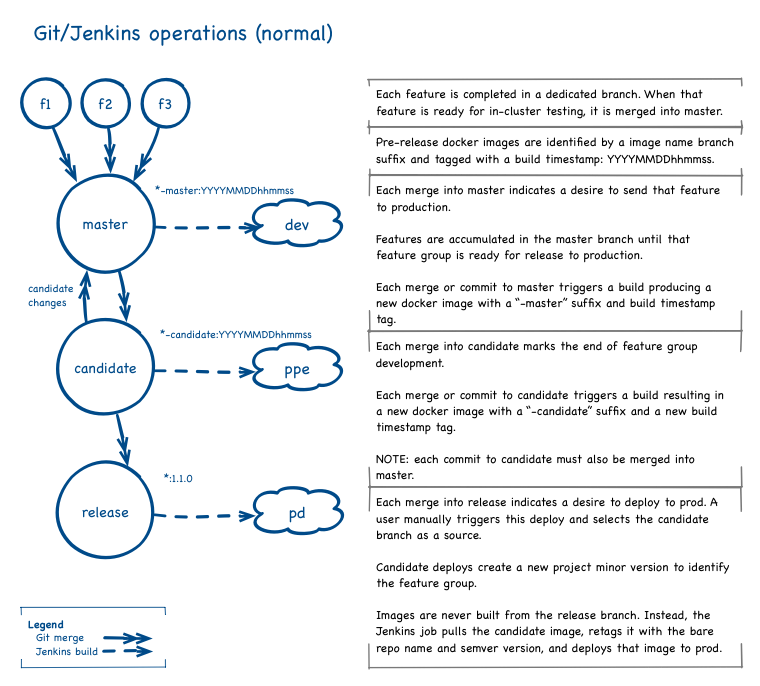 Git/Jenkins operations (normal)
f1
f2
f3
master
*-master:YYYYMMDDhhmmss
dev
candidate
changes
candidate
*-candidate:YYYYMMDDhhmmss
ppe
release
*:1.1.0
pd
Legend
Git merge
Jenkins build
Each feature is completed in a dedicated branch. When that
feature is ready for in-cluster testing, it is merged into master.
Pre-release docker images are identified by a image name branch
suffix and tagged with a build timestamp: YYYYMMDDhhmmss.
Each merge into master indicates a desire to send that feature
to production.
Features are accumulated in the master branch until that
feature group is ready for release to production.
Each merge or commit to master triggers a build producing a
new docker image with a "-master" suffix and build timestamp
tag.
Each merge into candidate marks the end of feature group
development.
Each merge or commit to candidate triggers a build resulting in
a new docker image with a "-candidate" suffix and a new build
timestamp tag.
NOTE: each commit to candidate must also be merged into
master.
Each merge into release indicates a desire to deploy to prod. A
user manually triggers this deploy and selects the candidate
branch as a source.
Candidate deploys create a new project minor version to identify
the feature group.
Images are never built from the release branch. Instead, the
Jenkins job pulls the candidate image, retags it with the bare
repo name and semver version, and deploys that image to prod.